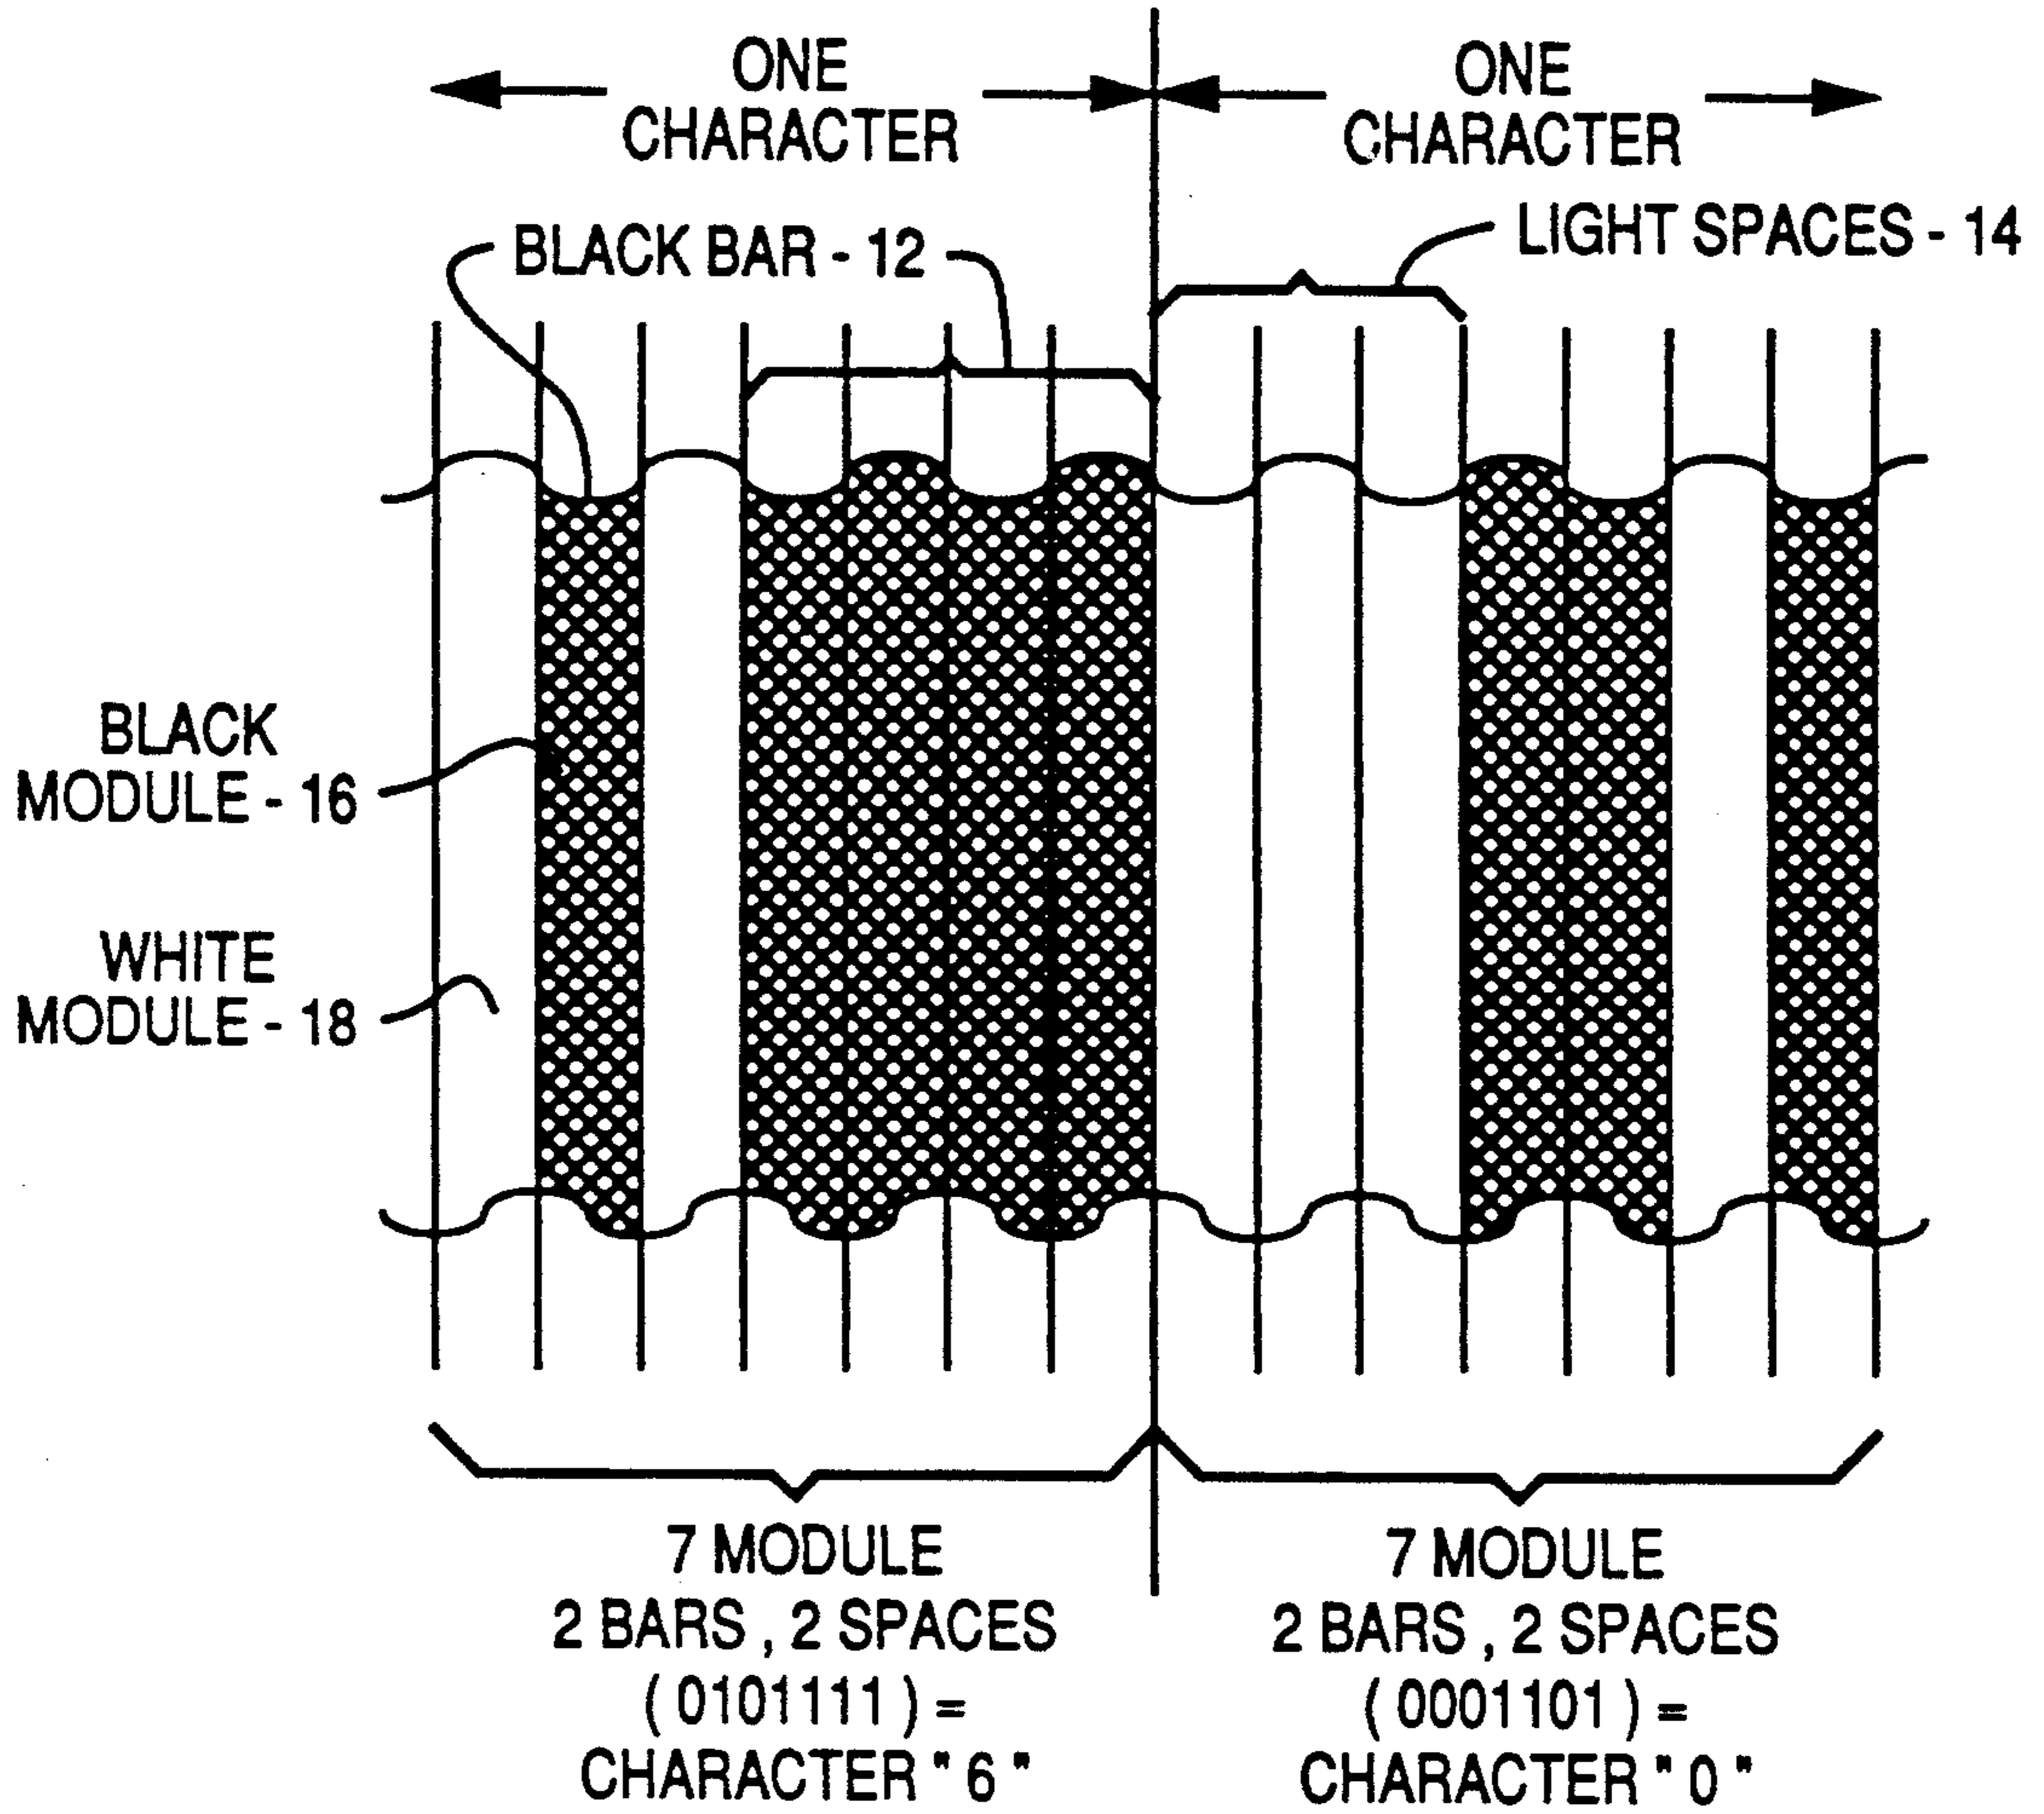 ONE
CHARACTER
ONE
CHARACTER
BLACK BAR - 12
LIGHT SPACES - 14
BLACK
MODULE - 16
WHITE
MODULE - 18
7 MODULE
2 BARS , 2 SPACES
( 0101111 ) =
CHARACTER " 6 "
7 MODULE
2 BARS , 2 SPACES
( 0001101 ) =
CHARACTER " 0 "